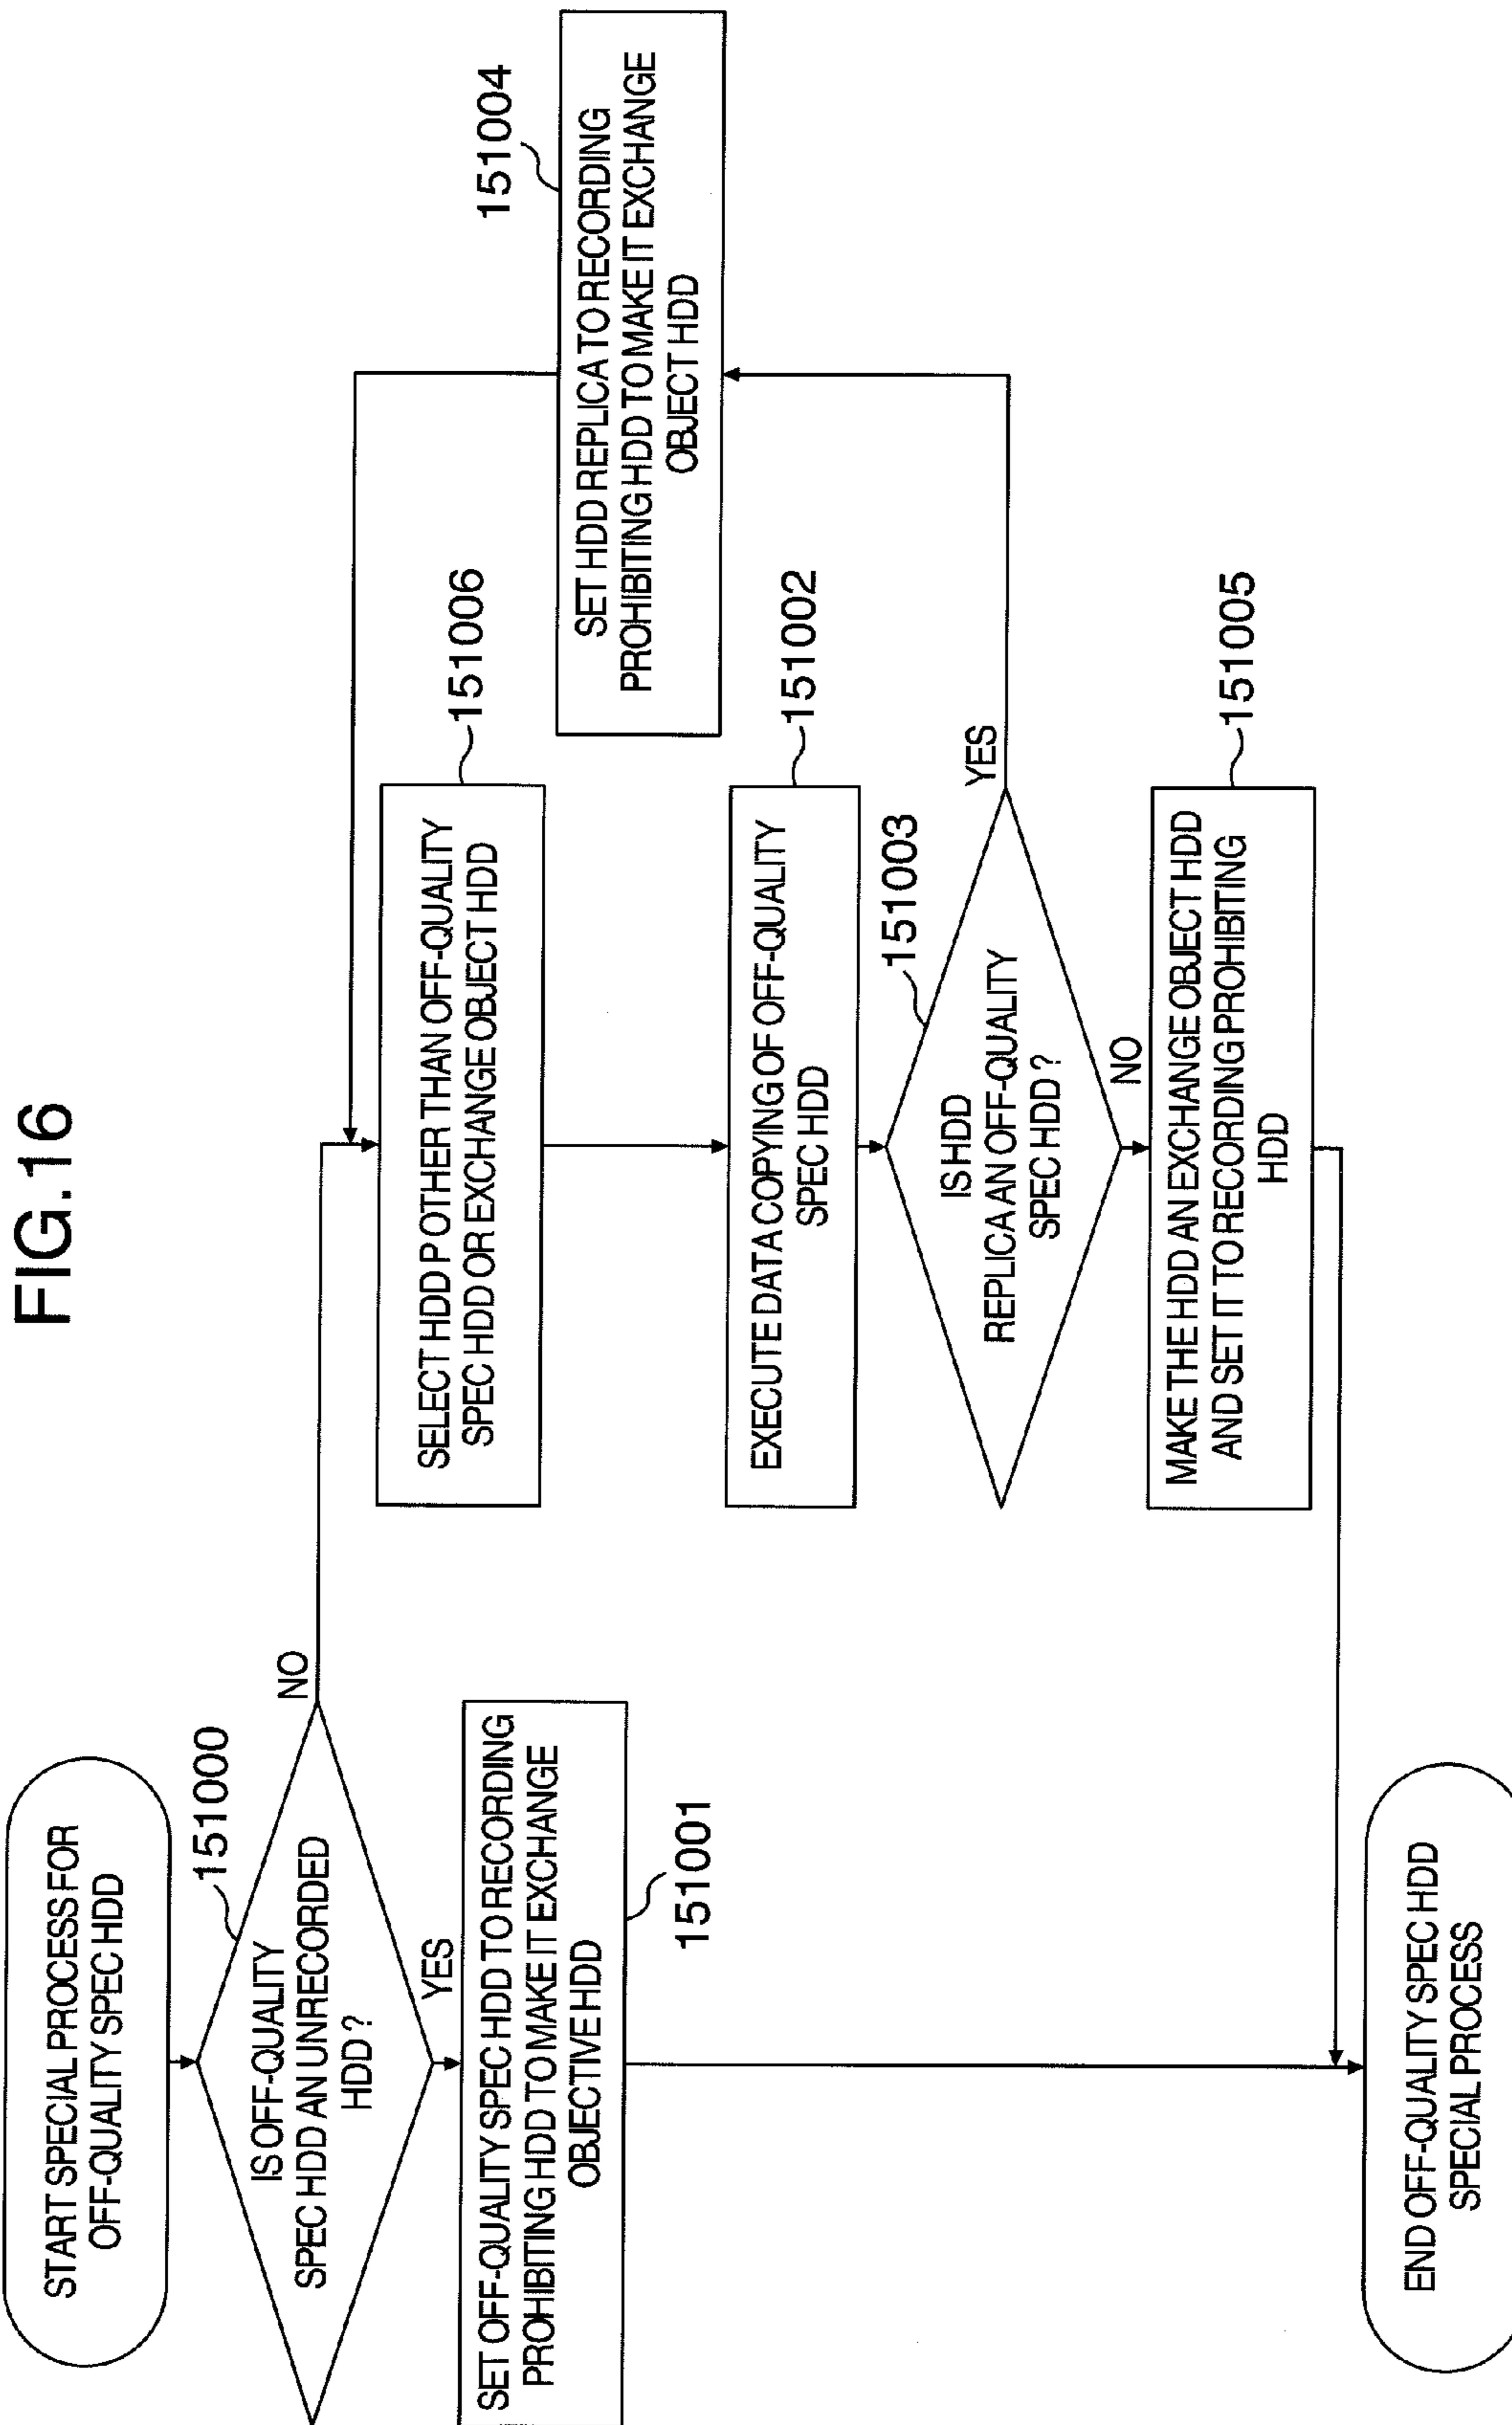 FIG.16
START SPECIAL PROCESS FOR
OFF-QUALITY SPEC HDD
151000
IS OFF-QUALITY
SPEC HDD AN UNRECORDED
HDD?
NO
YES
SET OFF-QUALITY SPEC HDD TO RECORDING
PROHIBITING HDD TO MAKE IT EXCHANGE
OBJECTIVE HDD
151001
SELECT HDD P OTHER THAN OFF-QUALITY
SPEC HDD OR EXCHANGE OBJECT HDD
151006
EXECUTE DATA COPYING OF OFF-QUALITY
SPEC HDD
151002
151003
IS HDD
REPLICA AN OFF-QUALITY
SPEC HDD?
YES
NO
SET HDD REPLICA TO RECORDING
PROHIBITING HDD TO MAKE IT EXCHANGE
OBJECT HDD
151004
MAKE THE HDD AN EXCHANGE OBJECT HDD
AND SET IT TO RECORDING PROHIBITING
HDD
151005
END OFF-QUALITY SPEC HDD
SPECIAL PROCESS